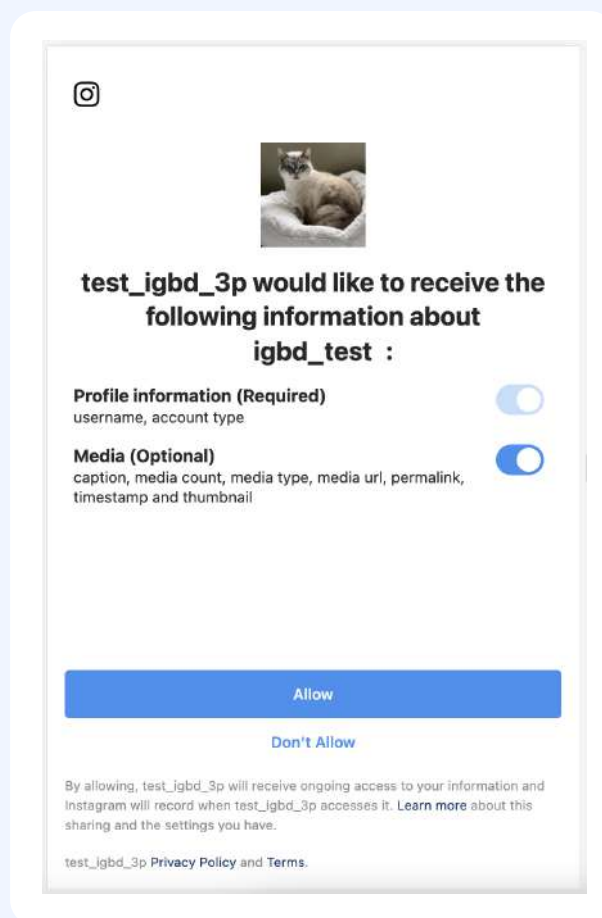 test_igbd_3p would like to receive the
following information about
igbd_test :
Profile information (Required)
username, account type
Media (Optional)
caption, media count, media type, media url, permalink,
timestamp and thumbnail
Allow
Don't Allow
By allowing, test_igbd_3p will receive ongoing access to your information and
Instagram will record when test_igbd_3p accesses it. Learn more about this
sharing and the settings you have.
test_igbd_3p Privacy Policy and Terms.